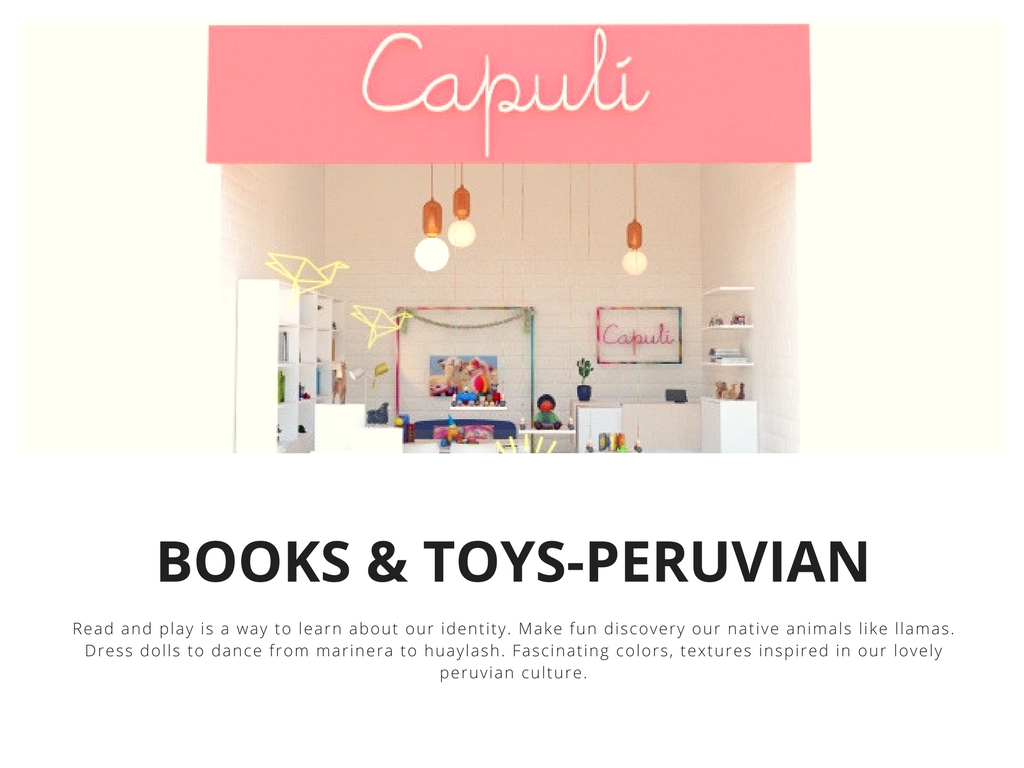 Capulí
Capulí
BOOKS & TOYS-PERUVIAN
Read and play is a way to learn about our identity. Make fun discovery our native animals like llamas.
Dress dolls to dance from marinera to huaylash. Fascinating colors, textures inspired in our lovely
peruvian culture.